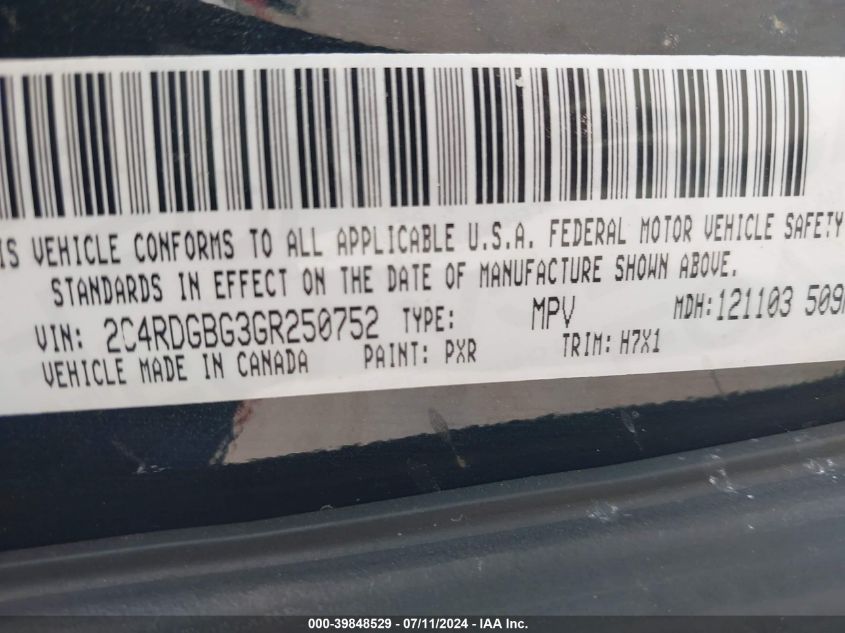 IS VEHICLE CONFORMS TO ALL APPLICABLE U.S.A. FEDERAL MOTOR VEHICLE SAFETY
STANDARDS IN EFFECT ON THE DATE OF MANUFACTURE SHOWN ABOVE.
VIN: 2C4RDGBG3GR250752 TYPE: MPV MDH: 121103 509
VEHICLE MADE IN CANADA PAINT: PXR TRIM: H7X1
000-39848529 - 07/11/2024 - IAA Inc.